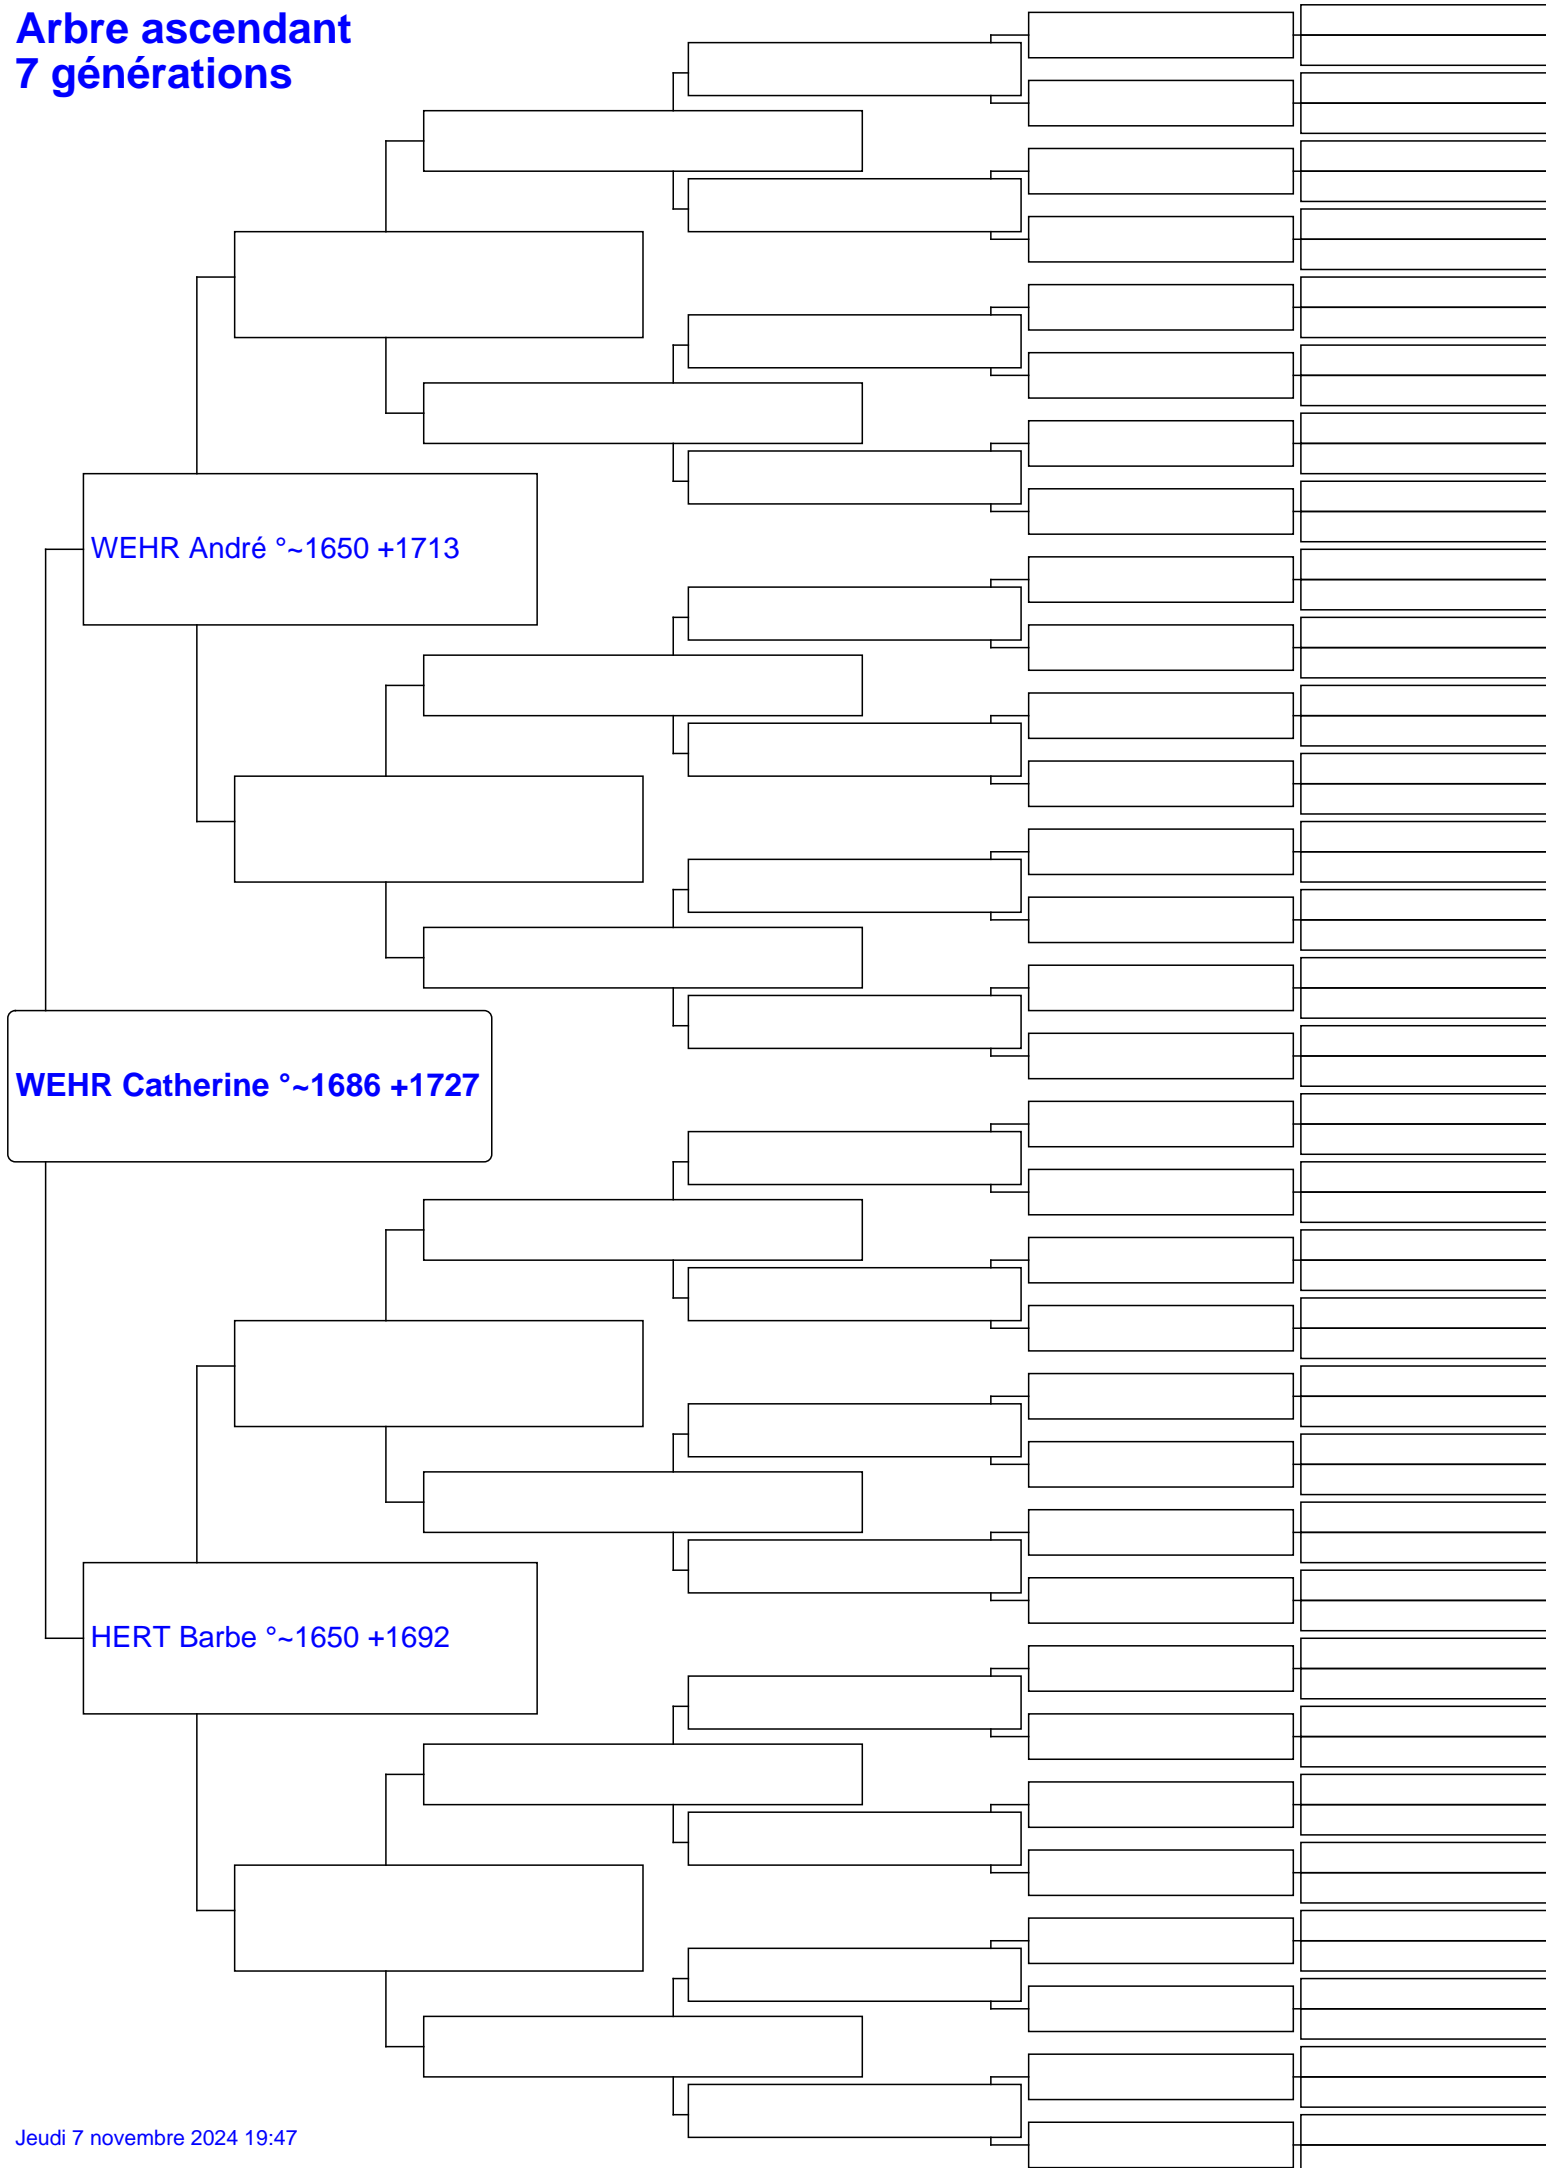 Arbre ascendant
7 générations
WEHR André °~1650 +1713
WEHR Catherine °~1686 +1727
HERT Barbe °~1650 +1692
Jeudi 7 novembre 2024 19:47